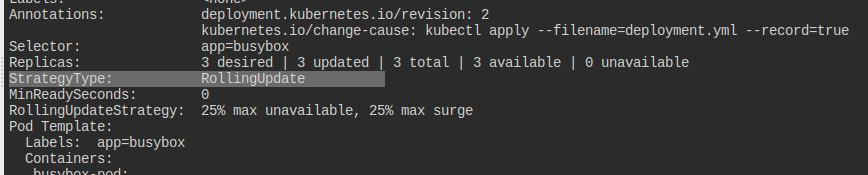 Labels: <none>
Annotations: deployment.kubernetes.io/revision: 2
kubernetes.io/change-cause: kubectl apply --filename=deployment.yml --record=true
Selector: app=busybox
Replicas: 3 desired | 3 updated | 3 total | 3 available | 0 unavailable
StrategyType: RollingUpdate
MinReadySeconds: 0
RollingUpdateStrategy: 25% max unavailable, 25% max surge
Pod Template:
Labels: app=busybox
Containers:
busybox-pod: